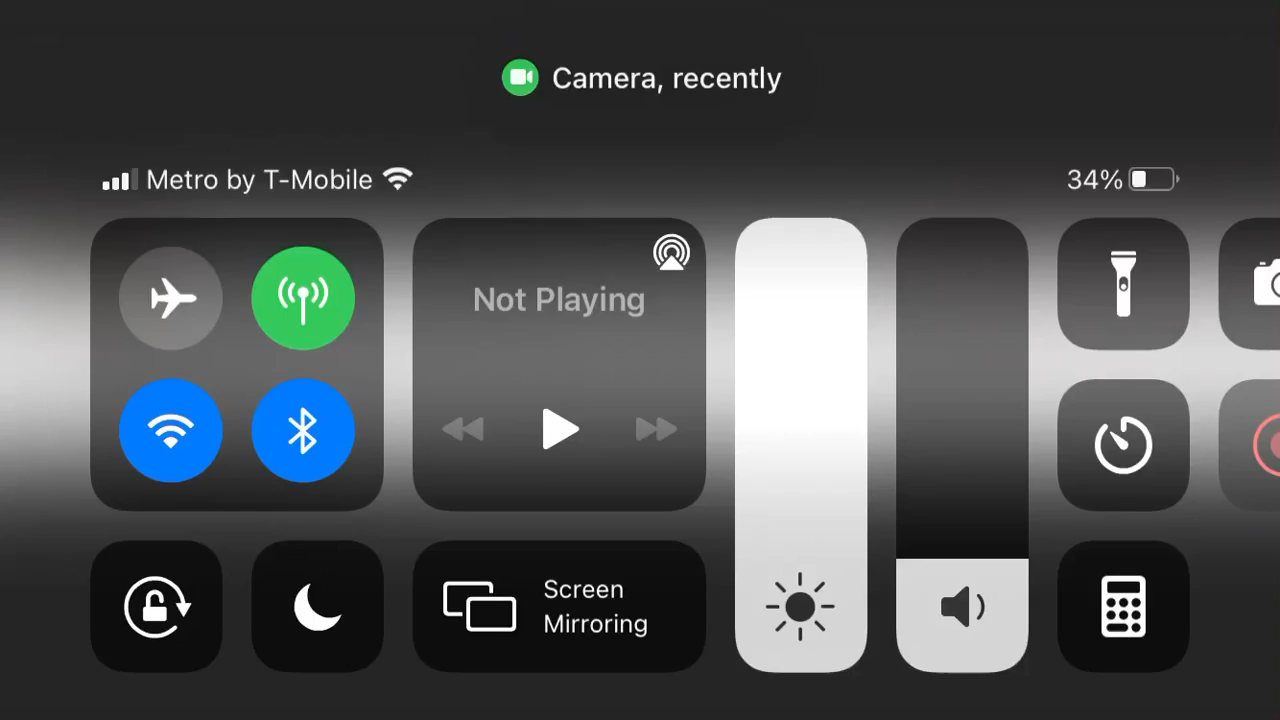 Camera, recently
Metro by T-Mobile
34%
Not Playing
Screen
Mirroring